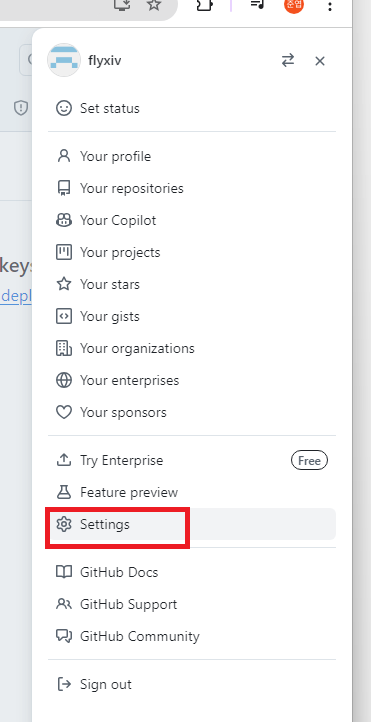 flyxiv
Set status
Your profile
Your repositories
Your Copilot
Your projects
Your stars
Your gists
Your organizations
Your enterprises
Your sponsors
Try Enterprise Free
Feature preview
Settings
GitHub Docs
GitHub Support
GitHub Community
Sign out
key
depl